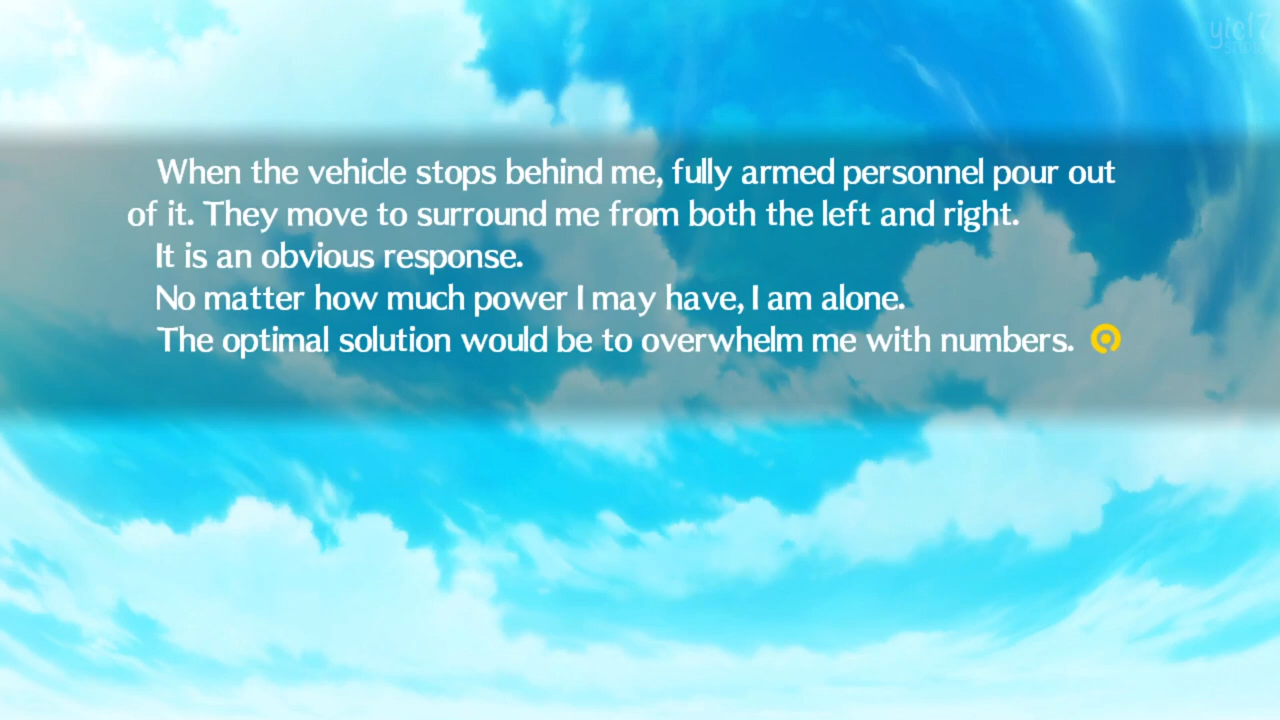 When the vehicle stops behind me, fully armed personnel pour out
of it. They move to surround me from both the left and right.
It is an obvious response.
No matter how much power I may have, I am alone.
The optimal solution would be to overwhelm me with numbers.